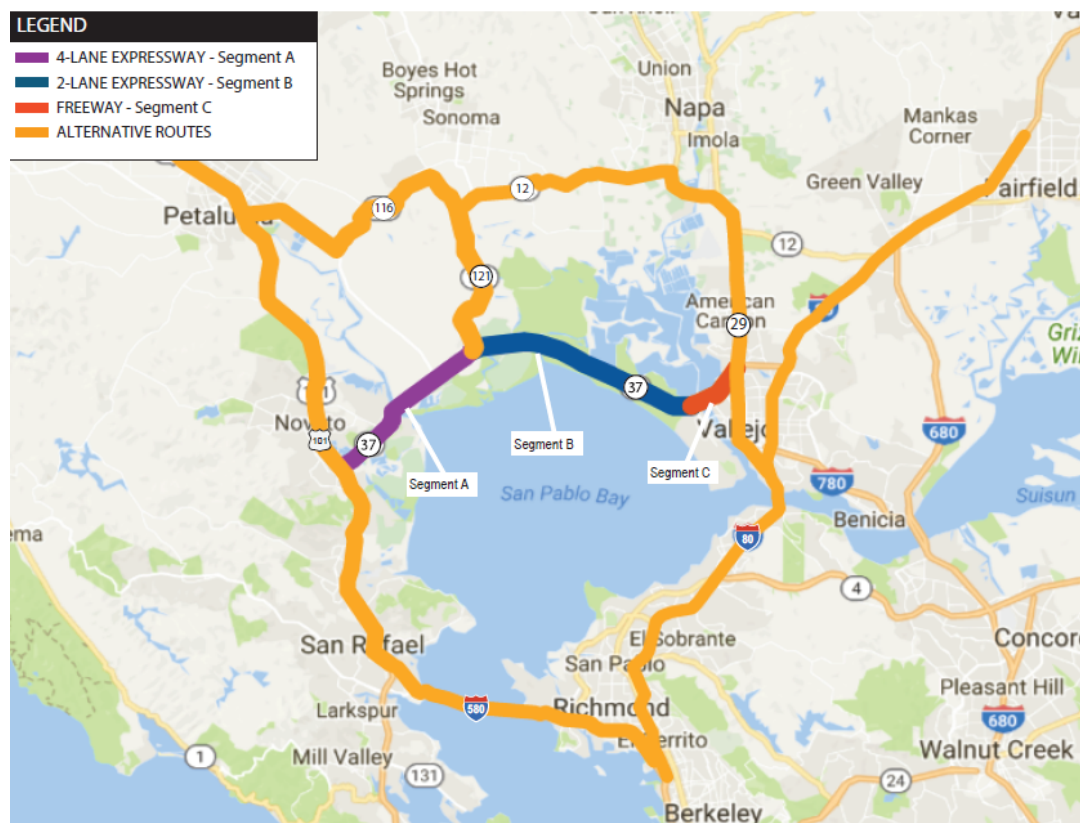 LEGEND
4-LANE EXPRESSWAY - Segment A
2-LANE EXPRESSWAY - Segment B
FREEWAY - Segment C
ALTERNATIVE ROUTES
Boyes Hot
Springs
Sonoma
Union
Napa
Imola
Mankas
Corner
Green Valley
Fairfield
Petaluma
116
12
12
121
American
Canyon
29
80
Novato
101
101
37
37
Segment A
Segment B
Segment C
Vallejo
680
780
San Pablo Bay
Suisun
Benicia
80
4
San Rafael
El Sobrante
San Pablo
Concord
Larkspur
580
Richmond
Pleasant Hill
680
El Cerrito
Walnut Creek
1
Mill Valley
131
24
Berkeley